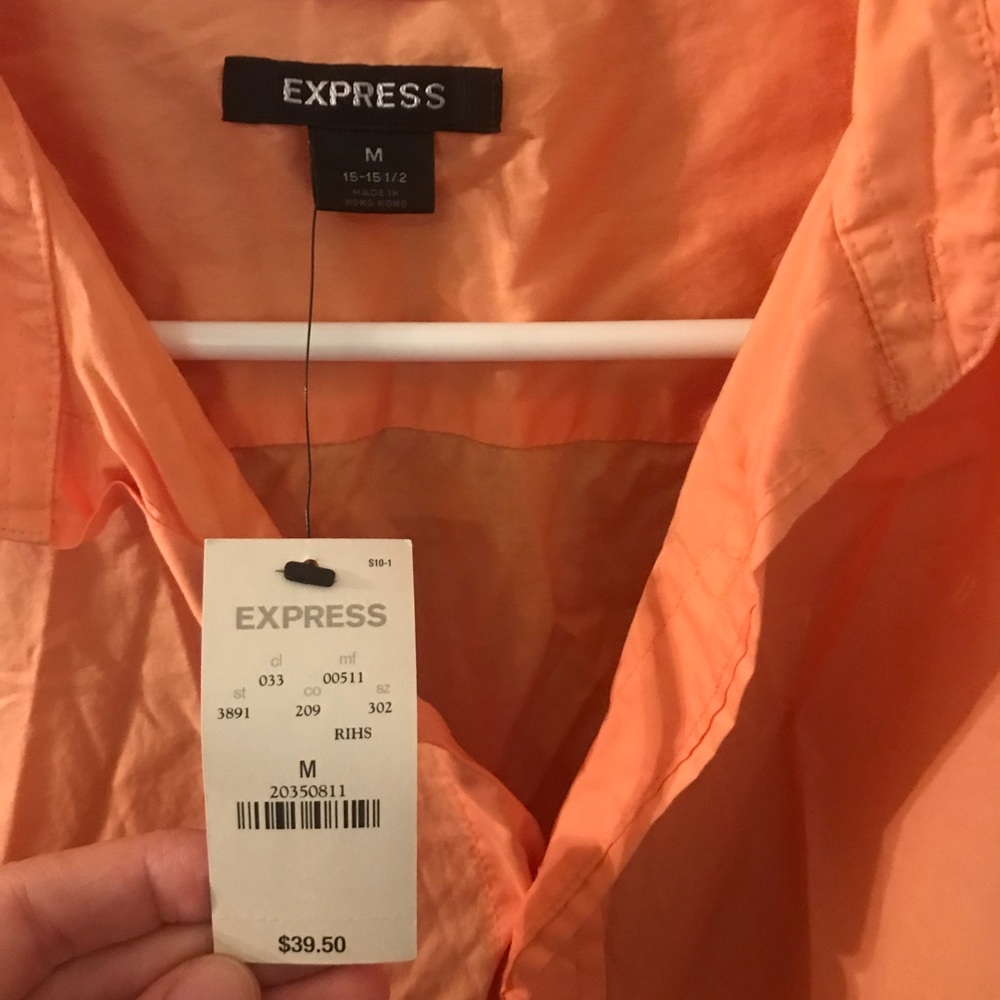 EXPRESS
M
15-15 1/2
MADE IN
HONG KONG
S10-1
EXPRESS
cl mf
033 00511
st co sz
3891 209 302
RIHS
M
20350811
$39.50